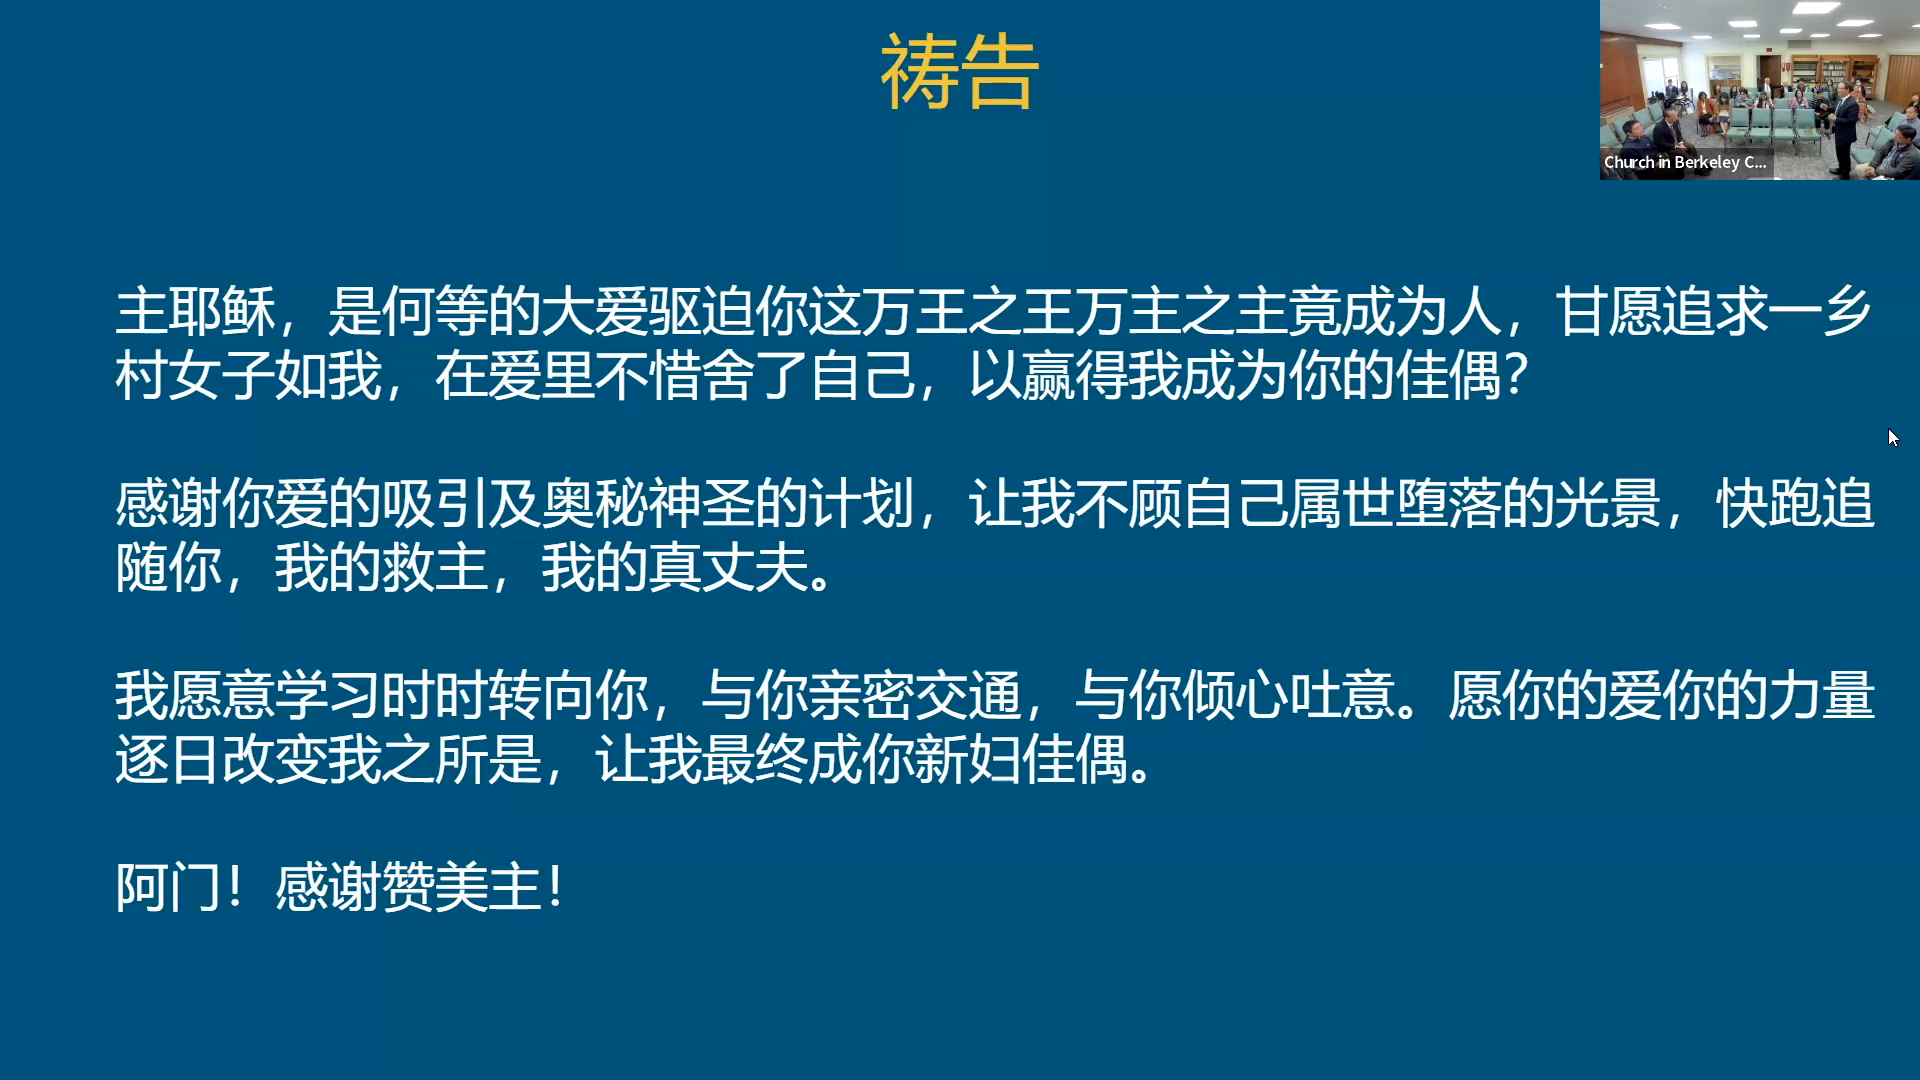 祷告
Church in Berkeley C...
主耶稣，是何等的大爱驱迫你这万王之王万主之主竟成为人，甘愿追求一乡
村女子如我，在爱里不惜舍了自己，以赢得我成为你的佳偶？
感谢你爱的吸引及奥秘神圣的计划，让我不顾自己属世堕落的光景，快跑追
随你，我的救主，我的真丈夫。
我愿意学习时时转向你，与你亲密交通，与你倾心吐意。愿你的爱你的力量
逐日改变我之所是，让我最终成你新妇佳偶。
阿门！感谢赞美主！